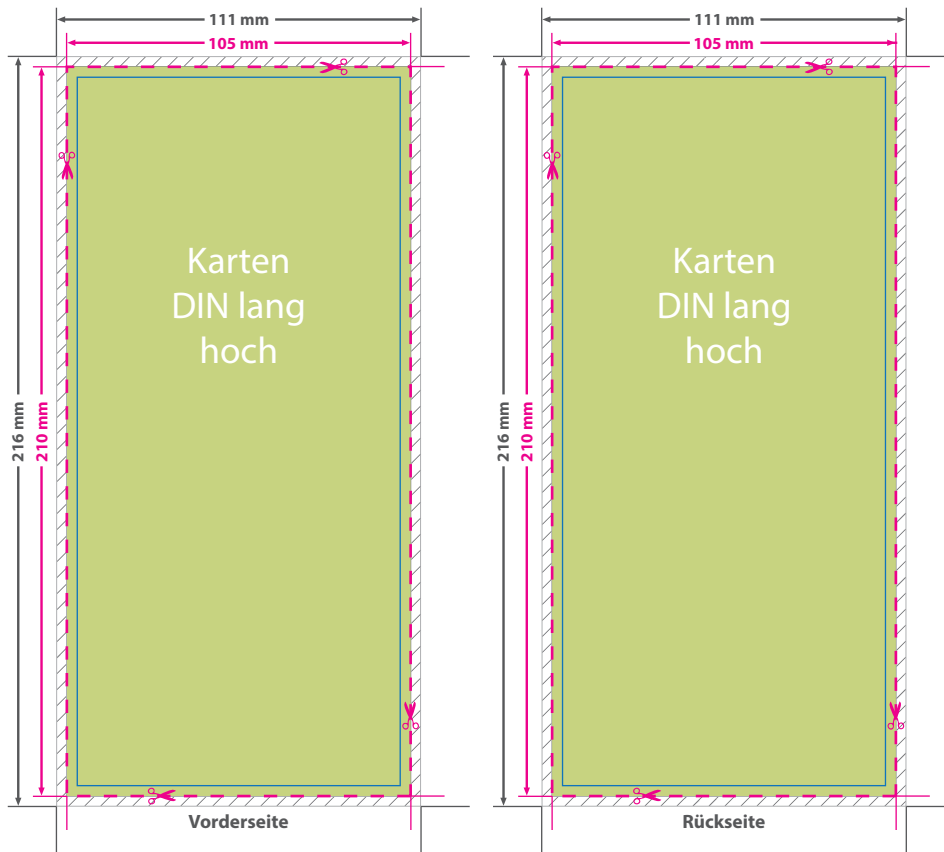 111 mm
105 mm
216 mm
210 mm
Karten
DIN lang
hoch
Vorderseite
111 mm
105 mm
216 mm
210 mm
Karten
DIN lang
hoch
Rückseite